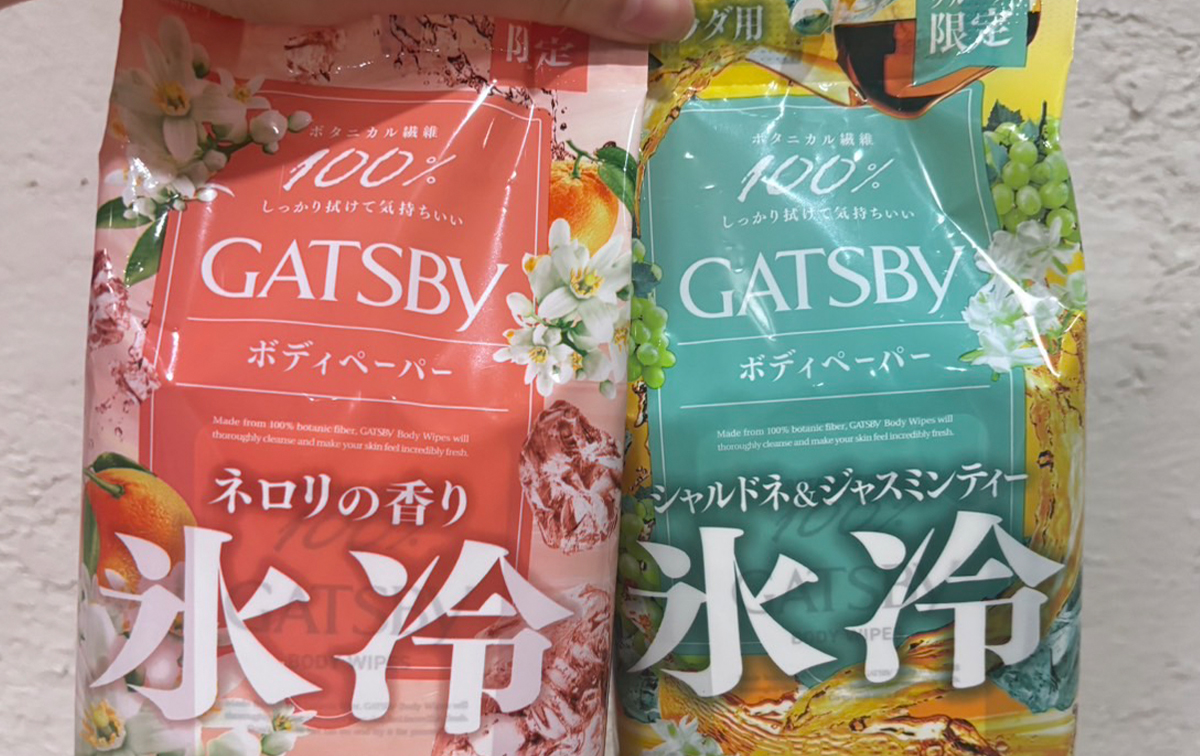 限定
ボタニカル繊維
100%
しっかり拭けて気持ちいい
GATSBY
ボディペーパー
Made from 100% botanic fiber, GATSBY Body Wipes will
thoroughly cleanse and make your skin feel incredibly fresh.
ネロリの香り
氷冷
ダ用
限定
ボタニカル繊維
100%
しっかり拭けて気持ちいい
GATSBY
ボディペーパー
Made from 100% botanic fiber, GATSBY Body Wipes will
thoroughly cleanse and make your skin feel incredibly fresh.
シャルドネ&ジャスミンティー
氷冷